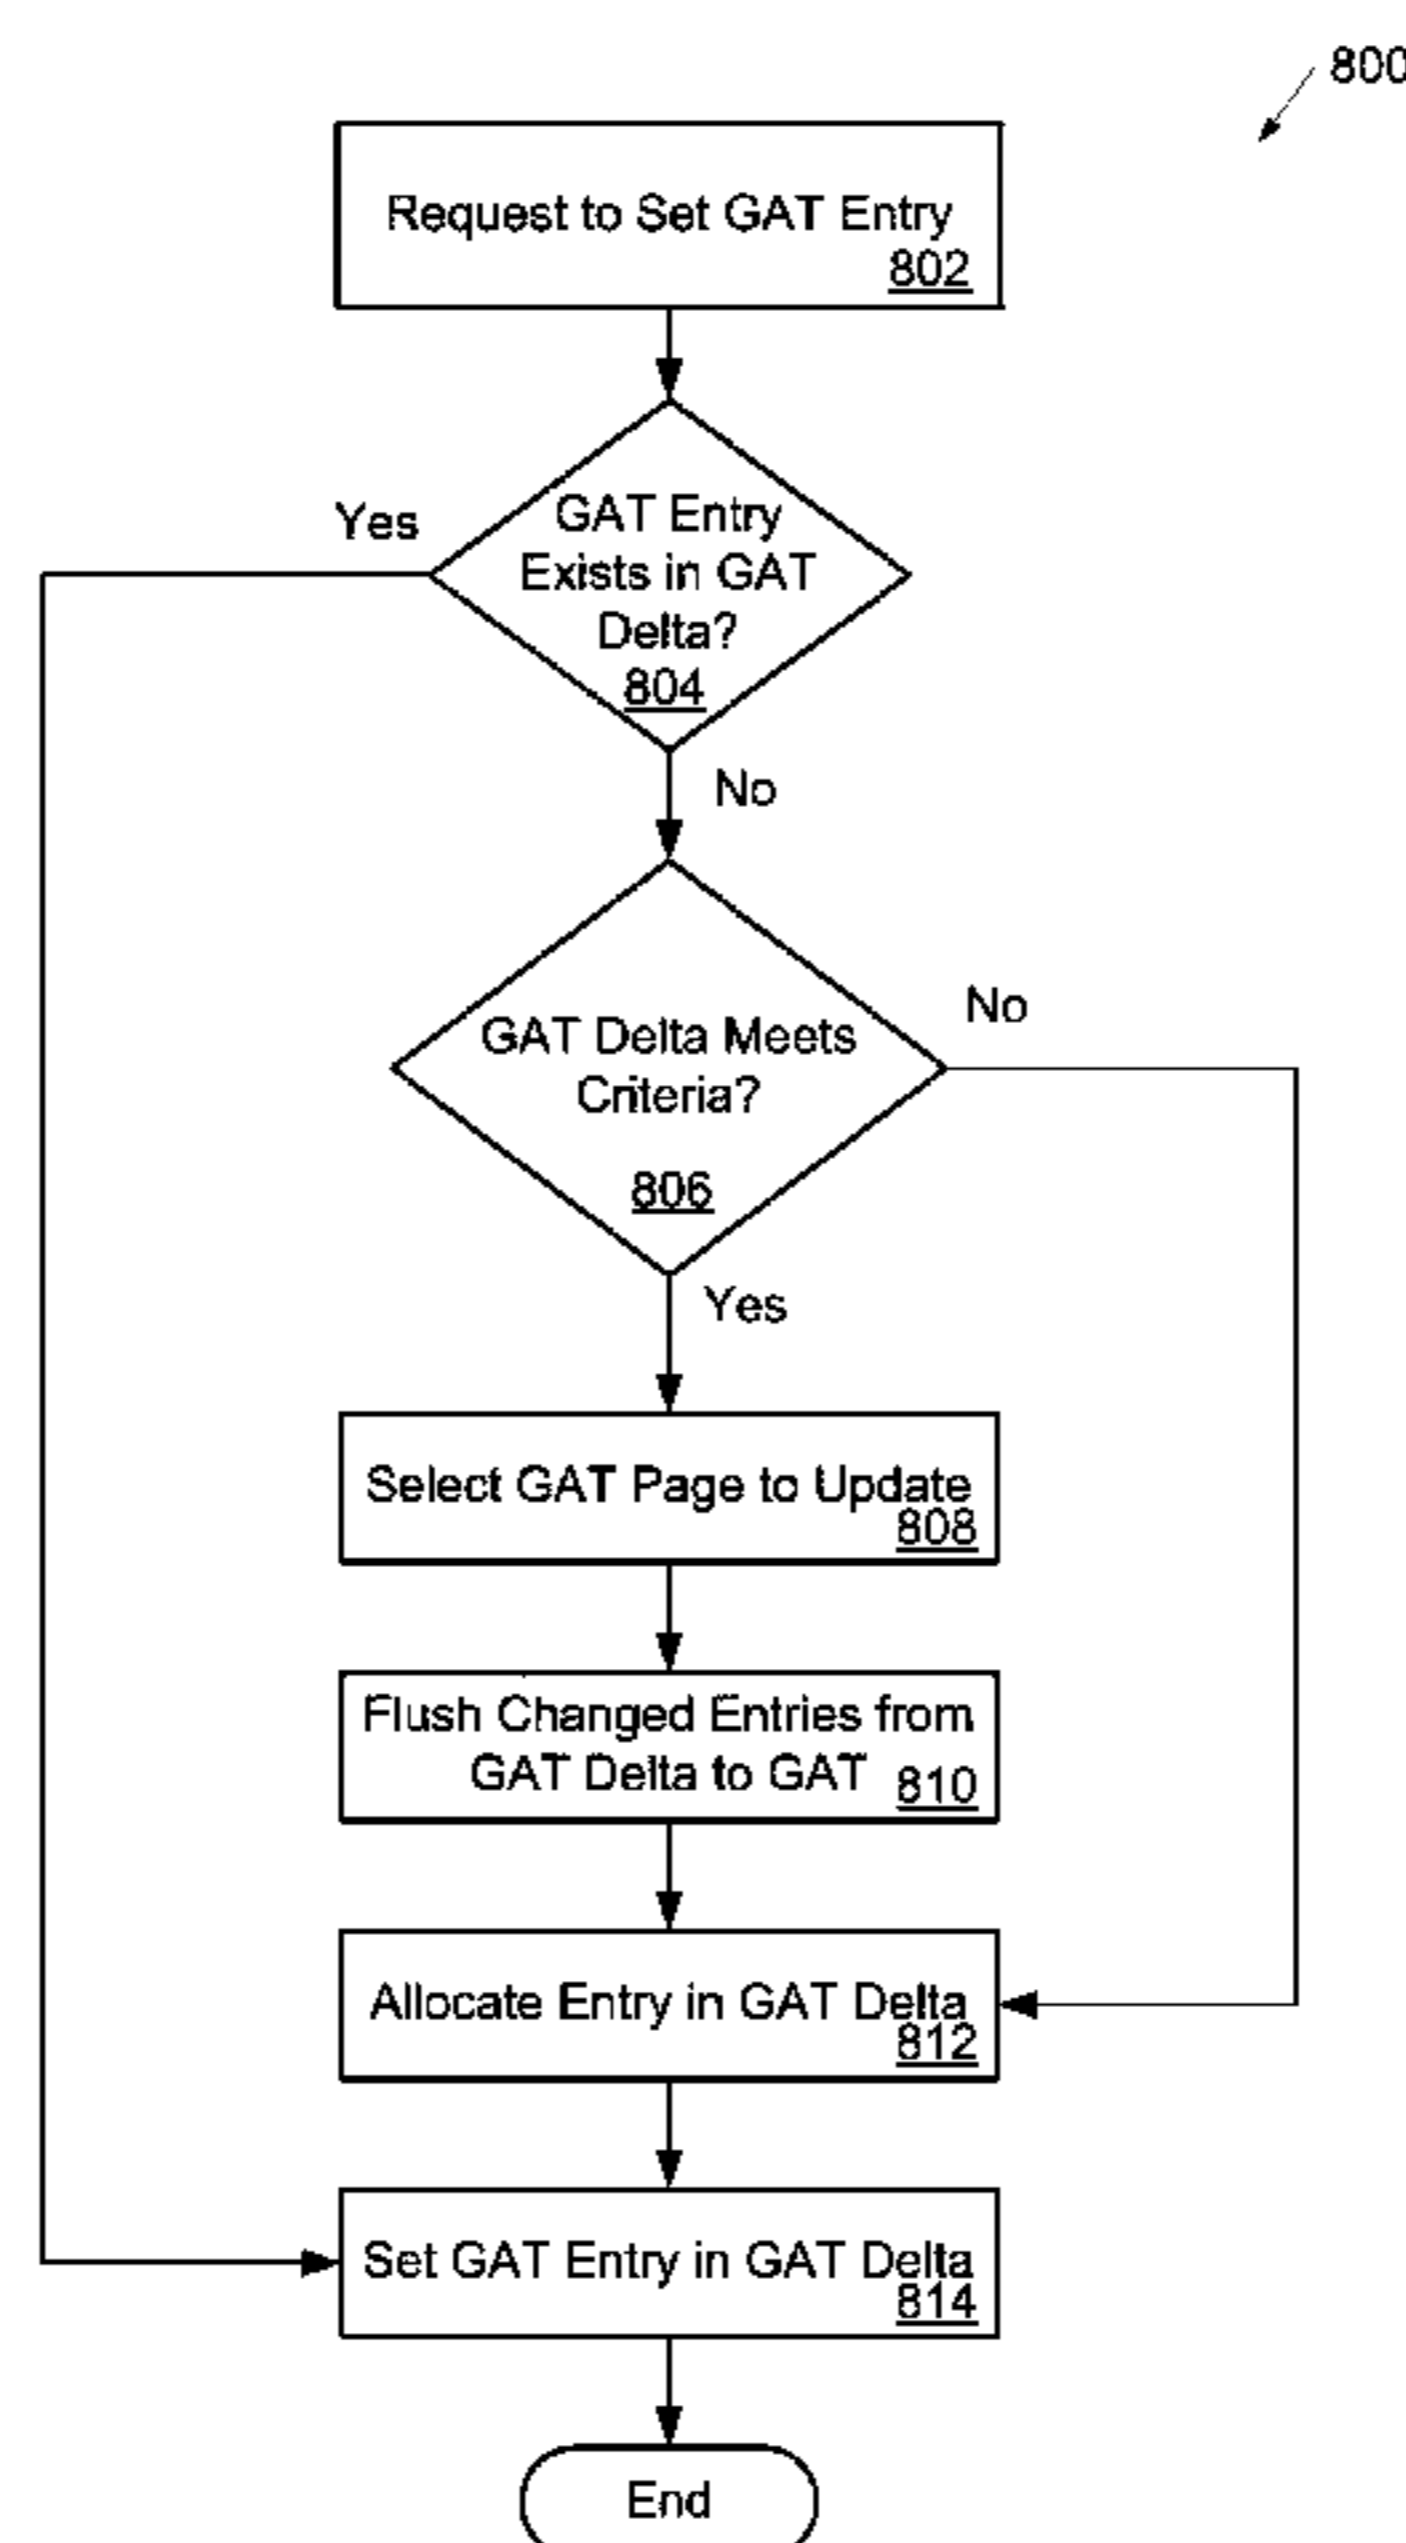 800
Request to Set GAT Entry
802
GAT Entry
Exists in GAT
Delta?
804
Yes
No
GAT Delta Meets
Criteria?
806
No
Yes
Select GAT Page to Update
808
Flush Changed Entries from
GAT Delta to GAT 810
Allocate Entry in GAT Delta
812
Set GAT Entry in GAT Delta
814
End